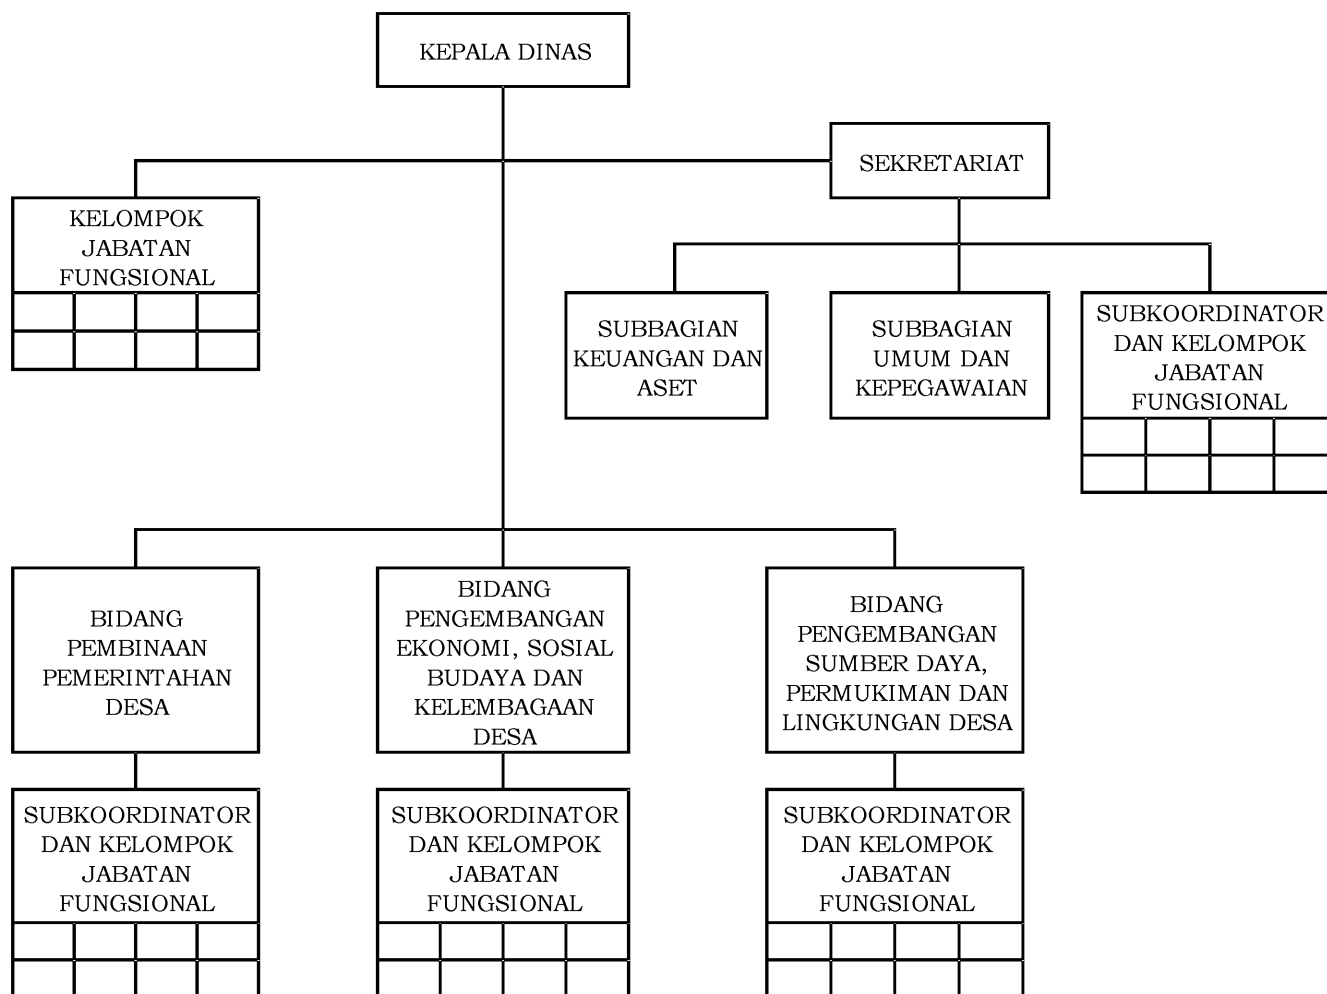 KEPALA DINAS
SEKRETARIAT
KELOMPOK
JABATAN
FUNGSIONAL
SUBBAGIAN
KEUANGAN DAN
ASET
SUBBAGIAN
UMUM DAN
KEPEGAWAIAN
SUBKOORDINATOR
DAN KELOMPOK
JABATAN
FUNGSIONAL
BIDANG
PEMBINAAN
PEMERINTAHAN
DESA
BIDANG
PENGEMBANGAN
EKONOMI, SOSIAL
BUDAYA DAN
KELEMBAGAAN
DESA
BIDANG
PENGEMBANGAN
SUMBER DAYA,
PERMUKIMAN DAN
LINGKUNGAN DESA
SUBKOORDINATOR
DAN KELOMPOK
JABATAN
FUNGSIONAL
SUBKOORDINATOR
DAN KELOMPOK
JABATAN
FUNGSIONAL
SUBKOORDINATOR
DAN KELOMPOK
JABATAN
FUNGSIONAL